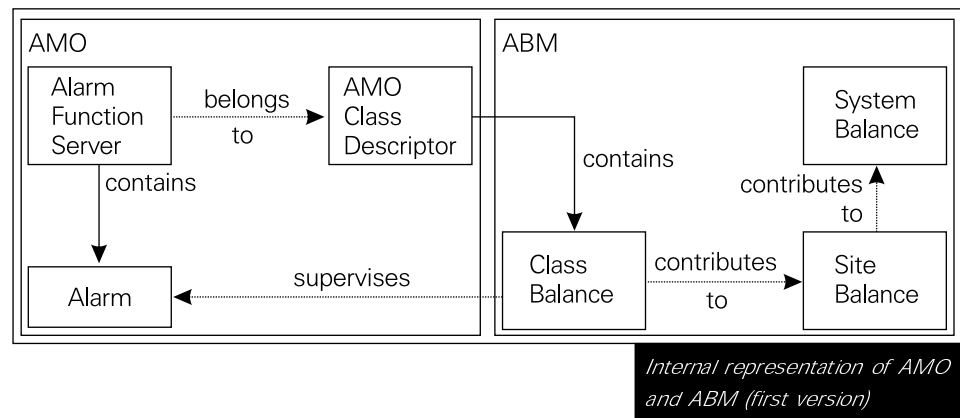 AMO
ABM
Alarm
Function
Server
belongs
to
AMO
Class
Descriptor
System
Balance
contains
contains
contributes
to
Alarm
supervises
Class
Balance
contributes
to
Site
Balance
Internal representation of AMO
and ABM (first version)